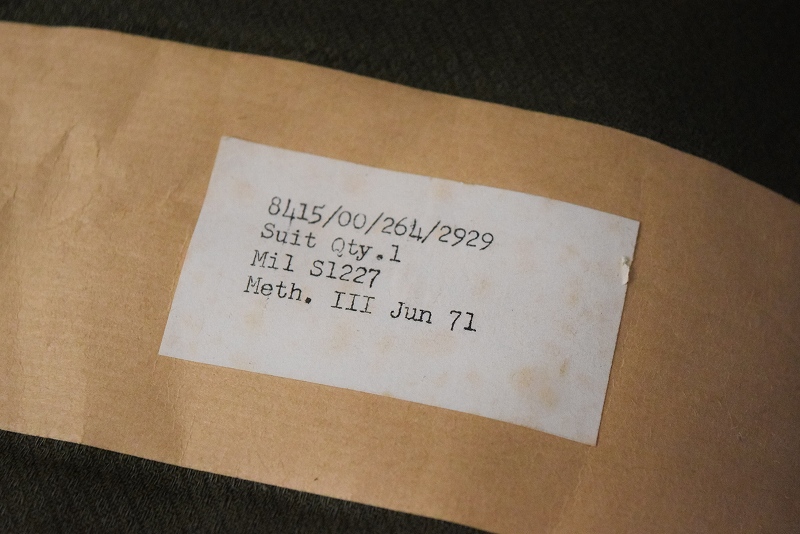 8415/00/264/2929
Suit Qty.1
Mil S1227
Meth. III Jun 71